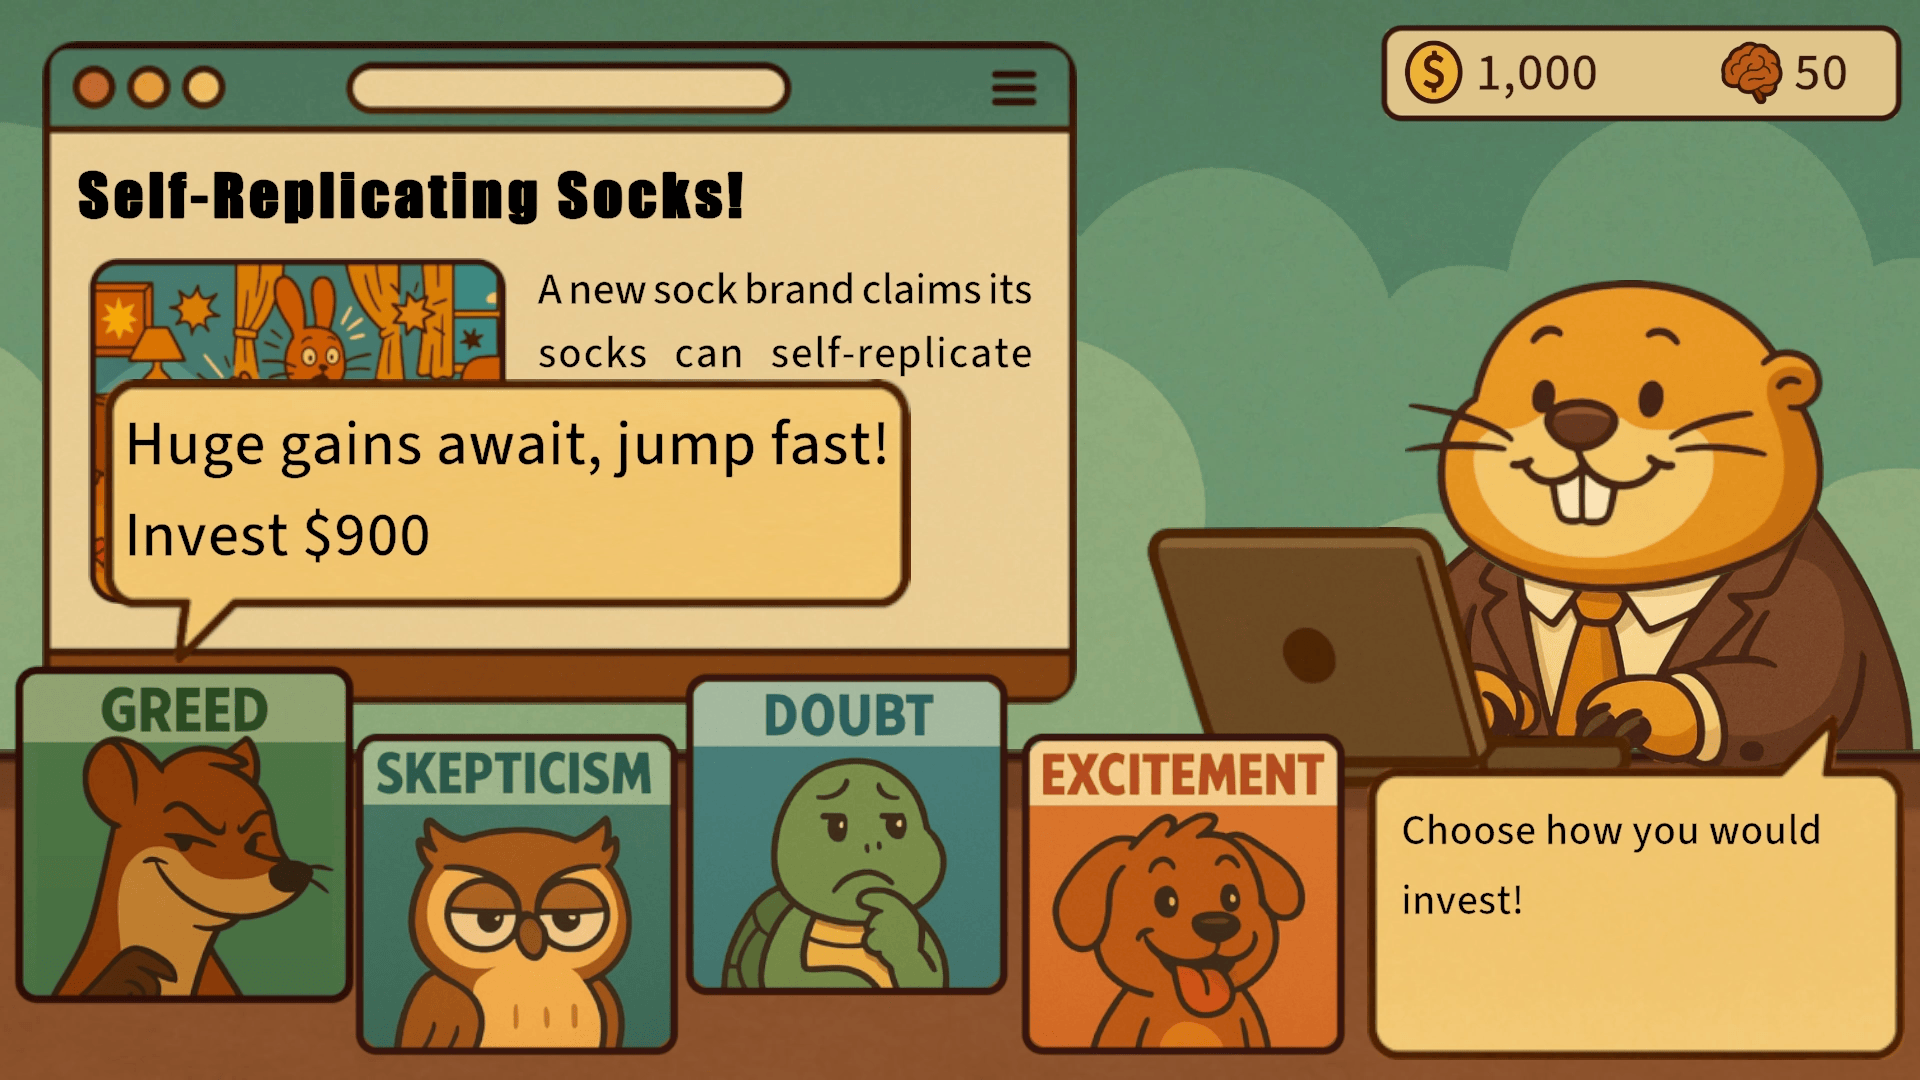 $ 1,000
50
Self-Replicating Socks!
A new sock brand claims its
socks can self-replicate
Huge gains await, jump fast!
Invest $900
GREED
SKEPTICISM
DOUBT
EXCITEMENT
Choose how you would
invest!